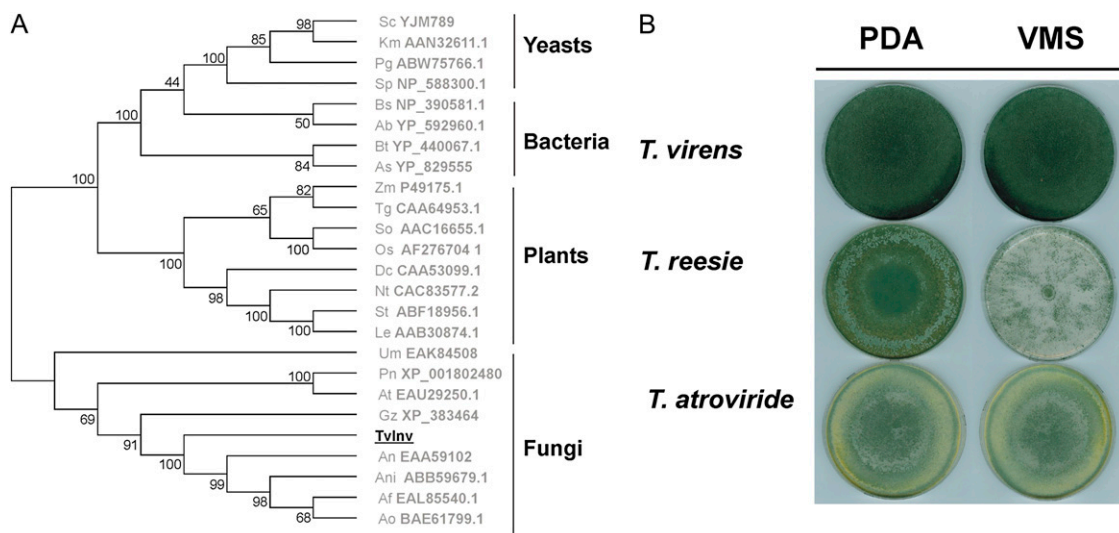 A
98
85
100
44
100
50
84
100
82
65
100
100
98
100
100
100
69
91
100
99
98
68
Sc YJM789
Km AAN32611.1
Pg ABW75766.1
Sp NP_588300.1
Bs NP_390581.1
Ab YP_592960.1
Bt YP_440067.1
As YP_829555
Zm P49175.1
Tg CAA64953.1
So AAC16655.1
Os AF276704 1
Dc CAA53099.1
Nt CAC83577.2
St ABF18956.1
Le AAB30874.1
Um EAK84508
Pn XP_001802480
At EAU29250.1
Gz XP_383464
TvInv
An EAA59102
Ani ABB59679.1
Af EAL85540.1
Ao BAE61799.1
Yeasts
Bacteria
Plants
Fungi
B
PDA VMS
T. virens
T. reesie
T. atroviride